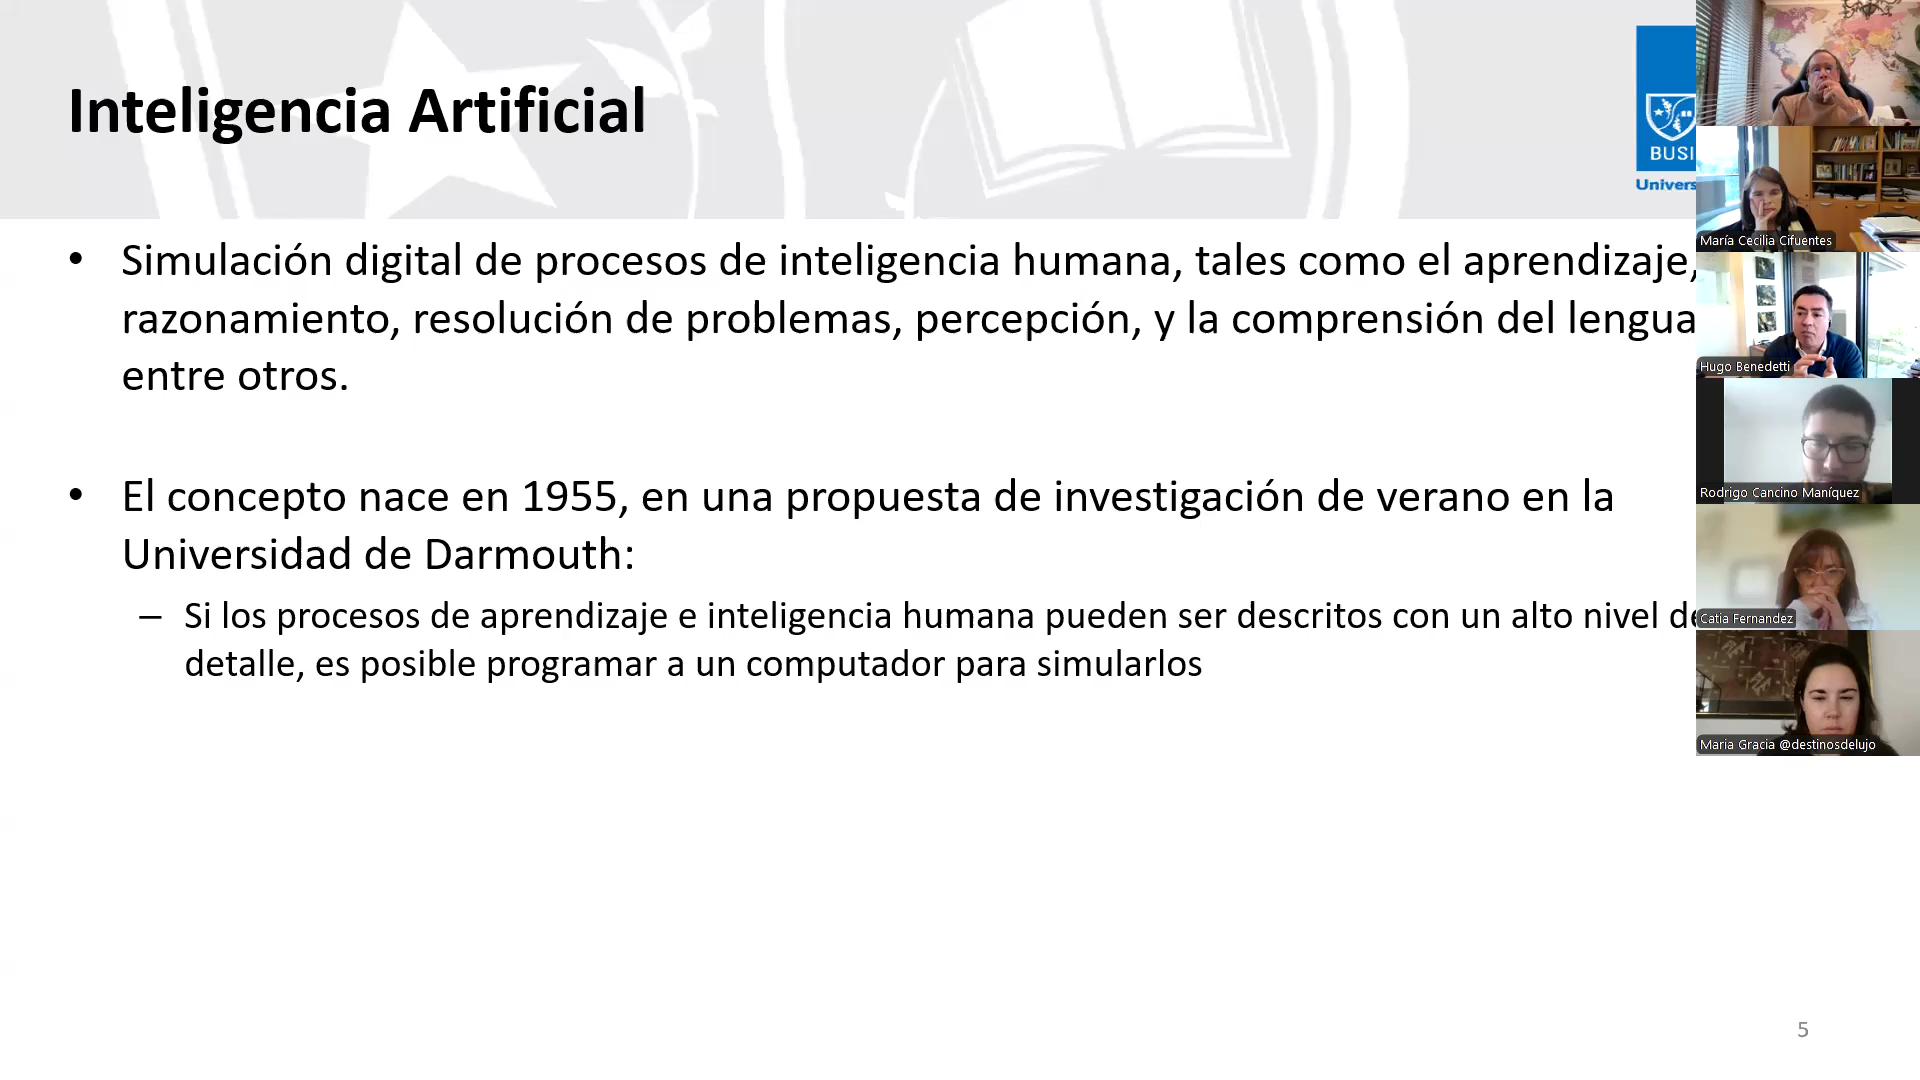 Inteligencia Artificial
BUSI
Univers
• Simulación digital de procesos de inteligencia humana, tales como el aprendizaje,
razonamiento, resolución de problemas, percepción, y la comprensión del lengua
entre otros.
• El concepto nace en 1955, en una propuesta de investigación de verano en la
Universidad de Darmouth:
– Si los procesos de aprendizaje e inteligencia humana pueden ser descritos con un alto nivel de
detalle, es posible programar a un computador para simularlos
María Cecilia Cifuentes
Hugo Benedetti
Rodrigo Cancino Maníquez
Catia Fernandez
Maria Gracia @destinosdelujo
5